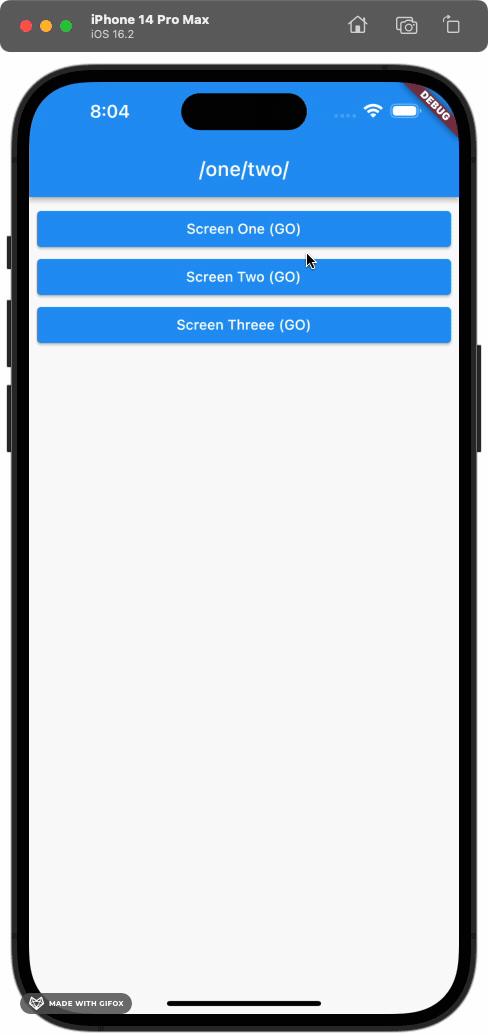 iPhone 14 Pro Max
iOS 16.2
8:04
DEBUG
/one/two/
Screen One (GO)
Screen Two (GO)
Screen Threee (GO)
MADE WITH GIFOX